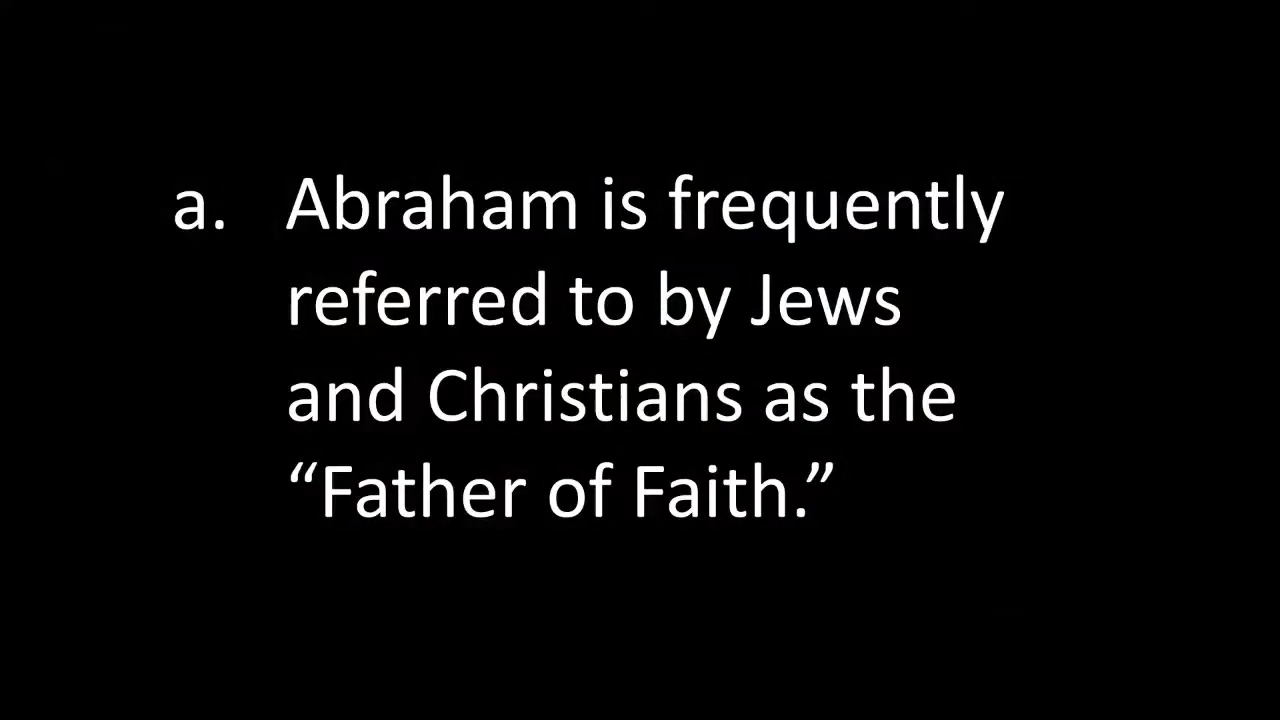 a. Abraham is frequently
referred to by Jews
and Christians as the
“Father of Faith.”